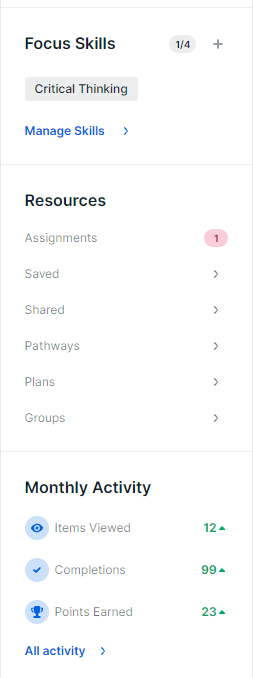 Focus Skills 1/4 +
Critical Thinking
Manage Skills
Resources
Assignments 1
Saved
Shared
Pathways
Plans
Groups
Monthly Activity
Items Viewed 12
Completions 99
Points Earned 23
All activity